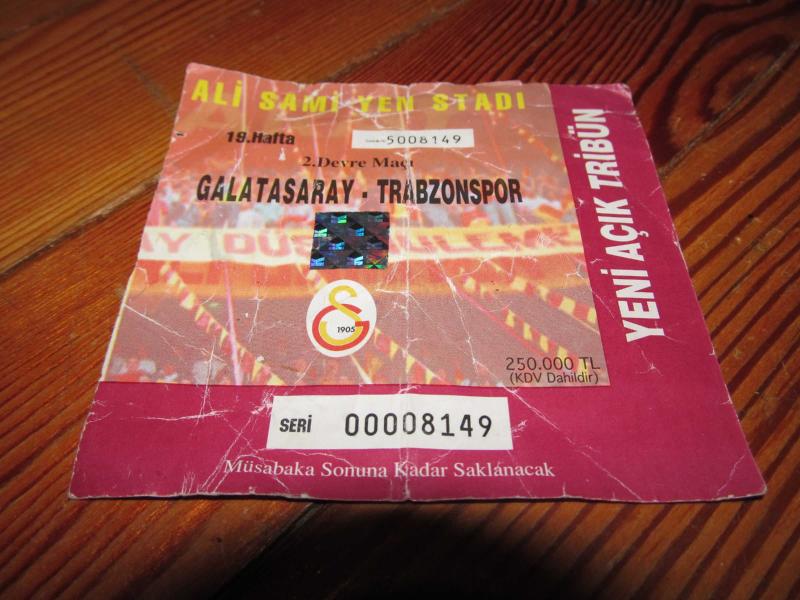 ALİ SAMİ YEN STADI
19.Hafta
5008149
2.Devre Maçı
GALATASARAY - TRABZONSPOR
1905
250.000 TL
(KDV Dahildir)
SERİ 00008149
Müsabaka Sonuna Kadar Saklanacak
YENİ AÇIK TRİBÜN